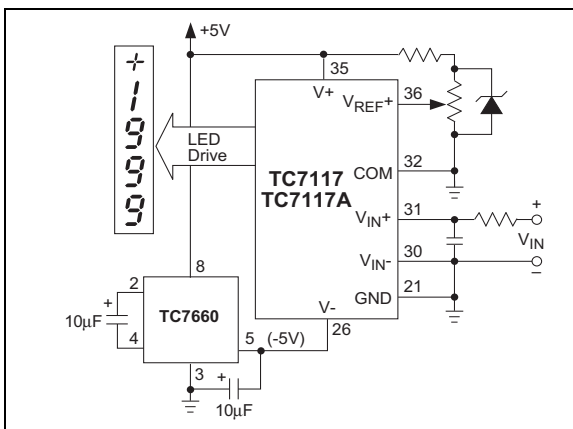 +5V
35
V+
36
VREF+
+1999
LED
Drive
TC7117
TC7117A
COM
32
31
VIN+
+
VIN
–
30
VIN-
21
GND
V-
26
8
2
+
10µF
TC7660
4
5
(-5V)
3
+
10µF